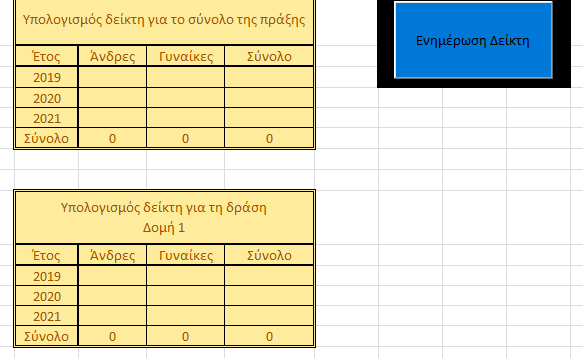 Υπολογισμός δείκτη για το σύνολο της πράξης
Ενημέρωση Δείκτη
Έτος Άνδρες Γυναίκες Σύνολο
2019
2020
2021
Σύνολο 0 0 0
Υπολογισμός δείκτη για τη δράση
Δομή 1
Έτος Άνδρες Γυναίκες Σύνολο
2019
2020
2021
Σύνολο 0 0 0